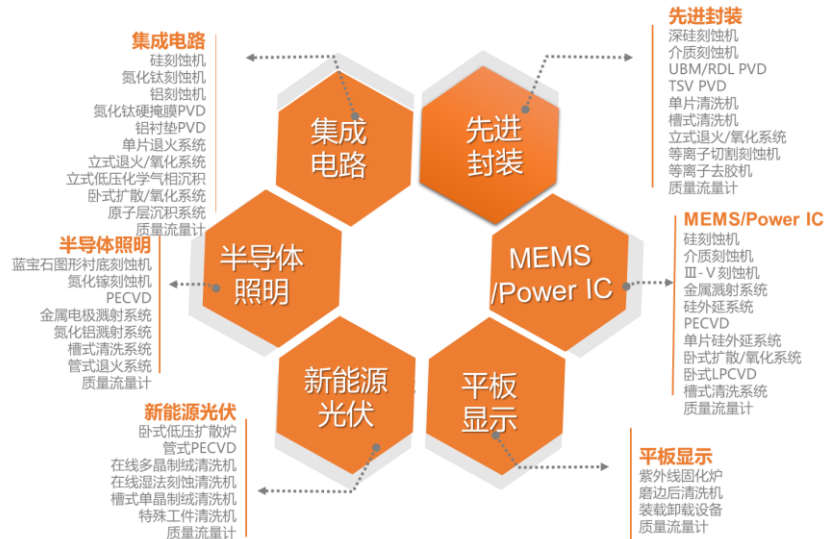 集成电路
硅刻蚀机
氮化钛刻蚀机
铝刻蚀机
氮化钛硬掩膜PVD
铝衬垫PVD
单片退火系统
立式退火/氧化系统
立式低压化学气相沉积
卧式扩散/氧化系统
原子层沉积系统
质量流量计
半导体照明
蓝宝石图形衬底刻蚀机
氮化镓刻蚀机
PECVD
金属电极溅射系统
氮化铝溅射系统
槽式清洗系统
管式退火系统
质量流量计
新能源光伏
卧式低压扩散炉
管式PECVD
在线多晶制绒清洗机
在线湿法刻蚀清洗机
槽式单晶制绒清洗机
特殊工件清洗机
质量流量计
集成
电路
先进
封装
半导体
照明
MEMS
/Power IC
新能源
光伏
平板
显示
先进封装
深硅刻蚀机
介质刻蚀机
UBM/RDL PVD
TSV PVD
单片清洗机
槽式清洗机
立式退火/氧化系统
等离子切割刻蚀机
等离子去胶机
质量流量计
MEMS/Power IC
硅刻蚀机
介质刻蚀机
Ⅲ-Ⅴ刻蚀机
金属溅射系统
硅外延系统
PECVD
单片硅外延系统
卧式扩散/氧化系统
卧式LPCVD
槽式清洗系统
质量流量计
平板显示
紫外线固化炉
磨边后清洗机
装载卸载设备
质量流量计